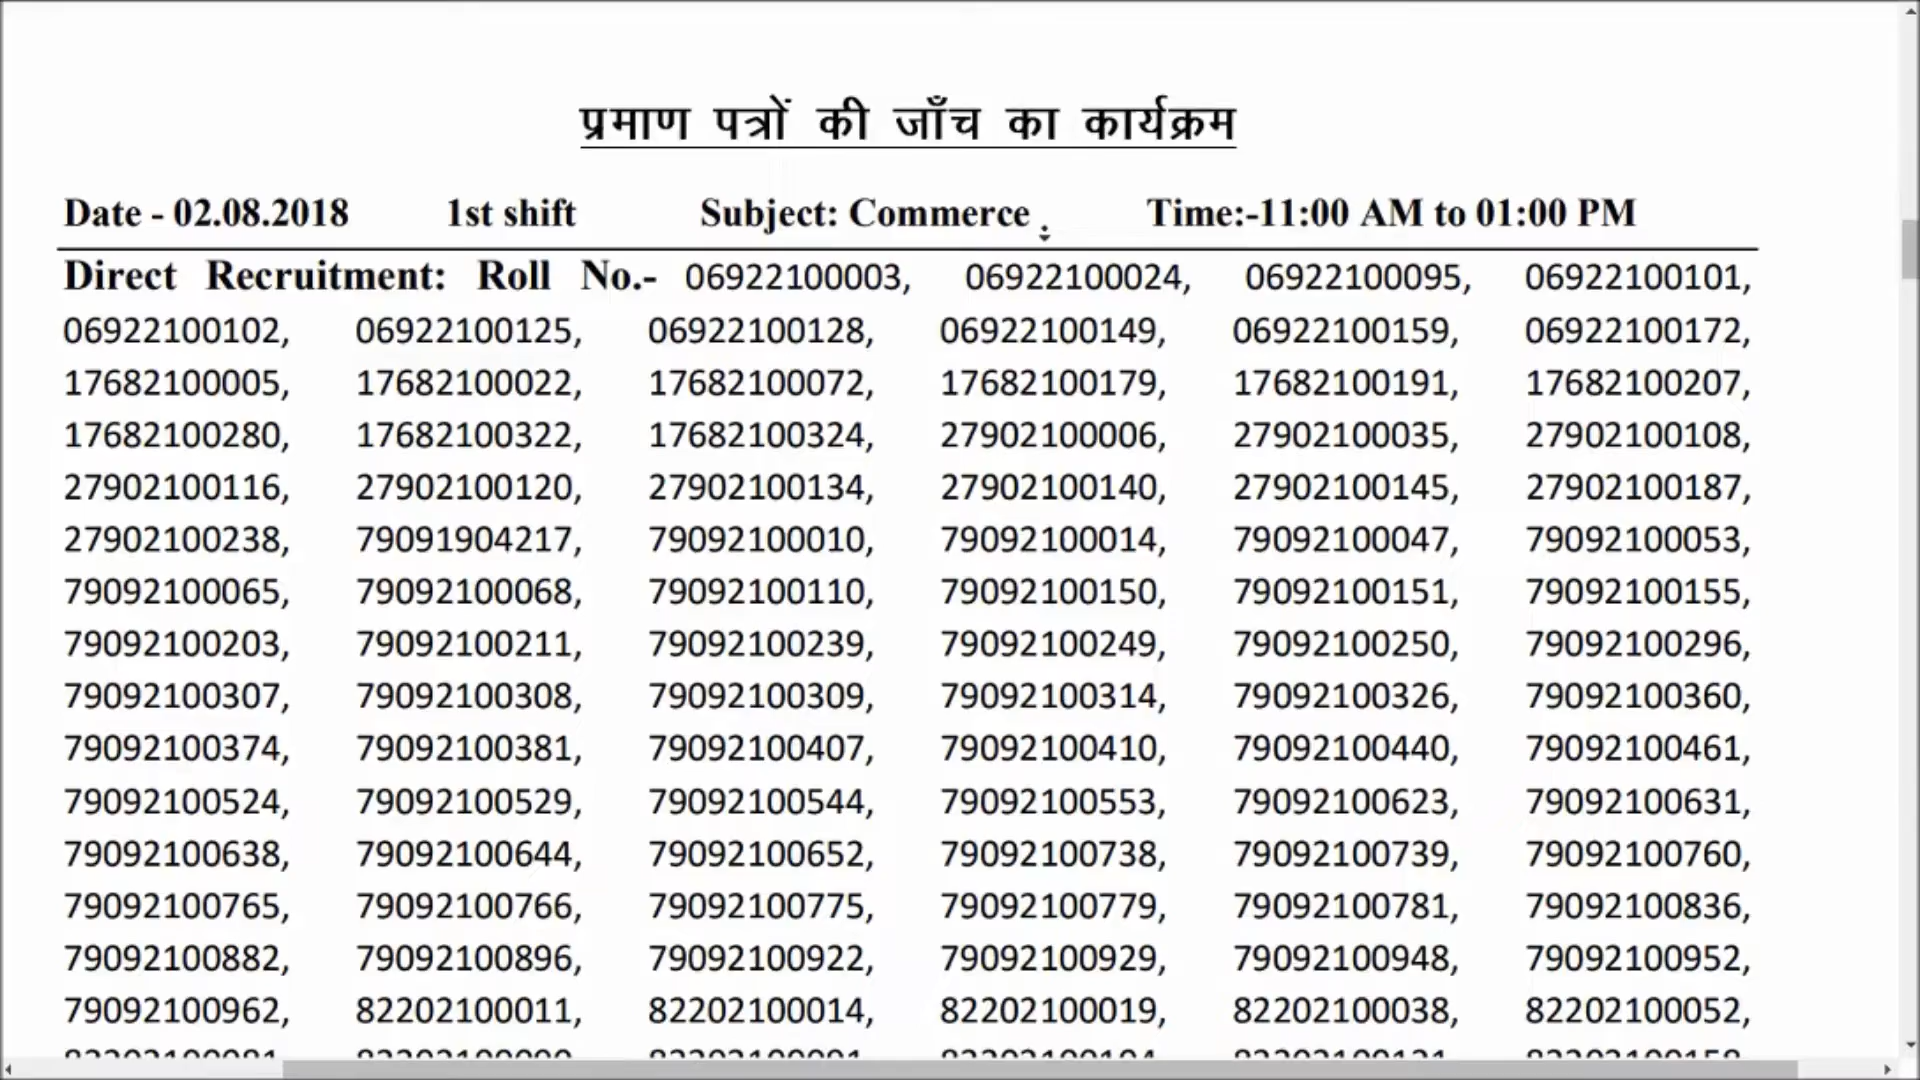 प्रमाण पत्रों की जाँच का कार्यक्रम
Date - 02.08.2018 1st shift Subject: Commerce Time:-11:00 AM to 01:00 PM
Direct Recruitment: Roll No.- 06922100003, 06922100024, 06922100095, 06922100101,
06922100102, 06922100125, 06922100128, 06922100149, 06922100159, 06922100172,
17682100005, 17682100022, 17682100072, 17682100179, 17682100191, 17682100207,
17682100280, 17682100322, 17682100324, 27902100006, 27902100035, 27902100108,
27902100116, 27902100120, 27902100134, 27902100140, 27902100145, 27902100187,
27902100238, 79091904217, 79092100010, 79092100014, 79092100047, 79092100053,
79092100065, 79092100068, 79092100110, 79092100150, 79092100151, 79092100155,
79092100203, 79092100211, 79092100239, 79092100249, 79092100250, 79092100296,
79092100307, 79092100308, 79092100309, 79092100314, 79092100326, 79092100360,
79092100374, 79092100381, 79092100407, 79092100410, 79092100440, 79092100461,
79092100524, 79092100529, 79092100544, 79092100553, 79092100623, 79092100631,
79092100638, 79092100644, 79092100652, 79092100738, 79092100739, 79092100760,
79092100765, 79092100766, 79092100775, 79092100779, 79092100781, 79092100836,
79092100882, 79092100896, 79092100922, 79092100929, 79092100948, 79092100952,
79092100962, 82202100011, 82202100014, 82202100019, 82202100038, 82202100052,